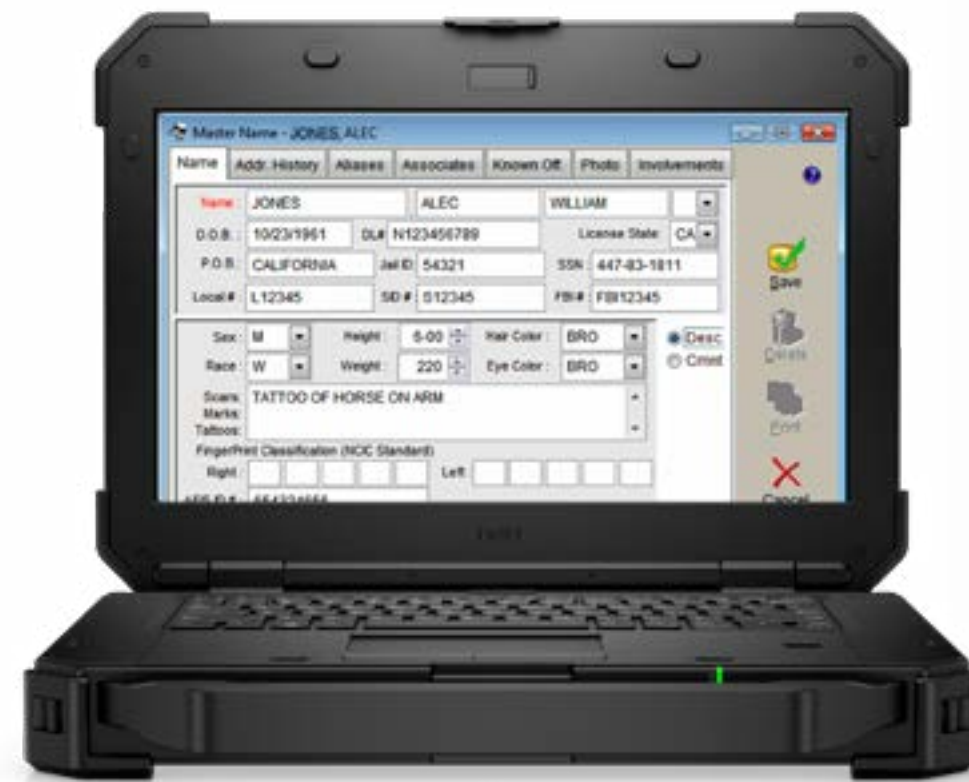 Master Name - JONES, ALEC
Name Addr. History Aliases Associates Known Off. Photo Involvements
Name : JONES ALEC WILLIAM
D.O.B. : 10/23/1961 DL# N123456789 License State: CA
P.O.B. CALIFORNIA Jail ID: 54321 SSN : 447-83-1811
Local # L12345 SID # S12345 FBI # : FBI12345
Save
Sex : M Height : 6-00 Hair Color : BRO Desc
Race : W Weight : 220 Eye Color : BRO Cmnt
Delete
Scars TATTOO OF HORSE ON ARM
Marks:
Tattoos:
Print
FingerPrint Classification (NCIC Standard)
Right : Left
Cancel
DELL